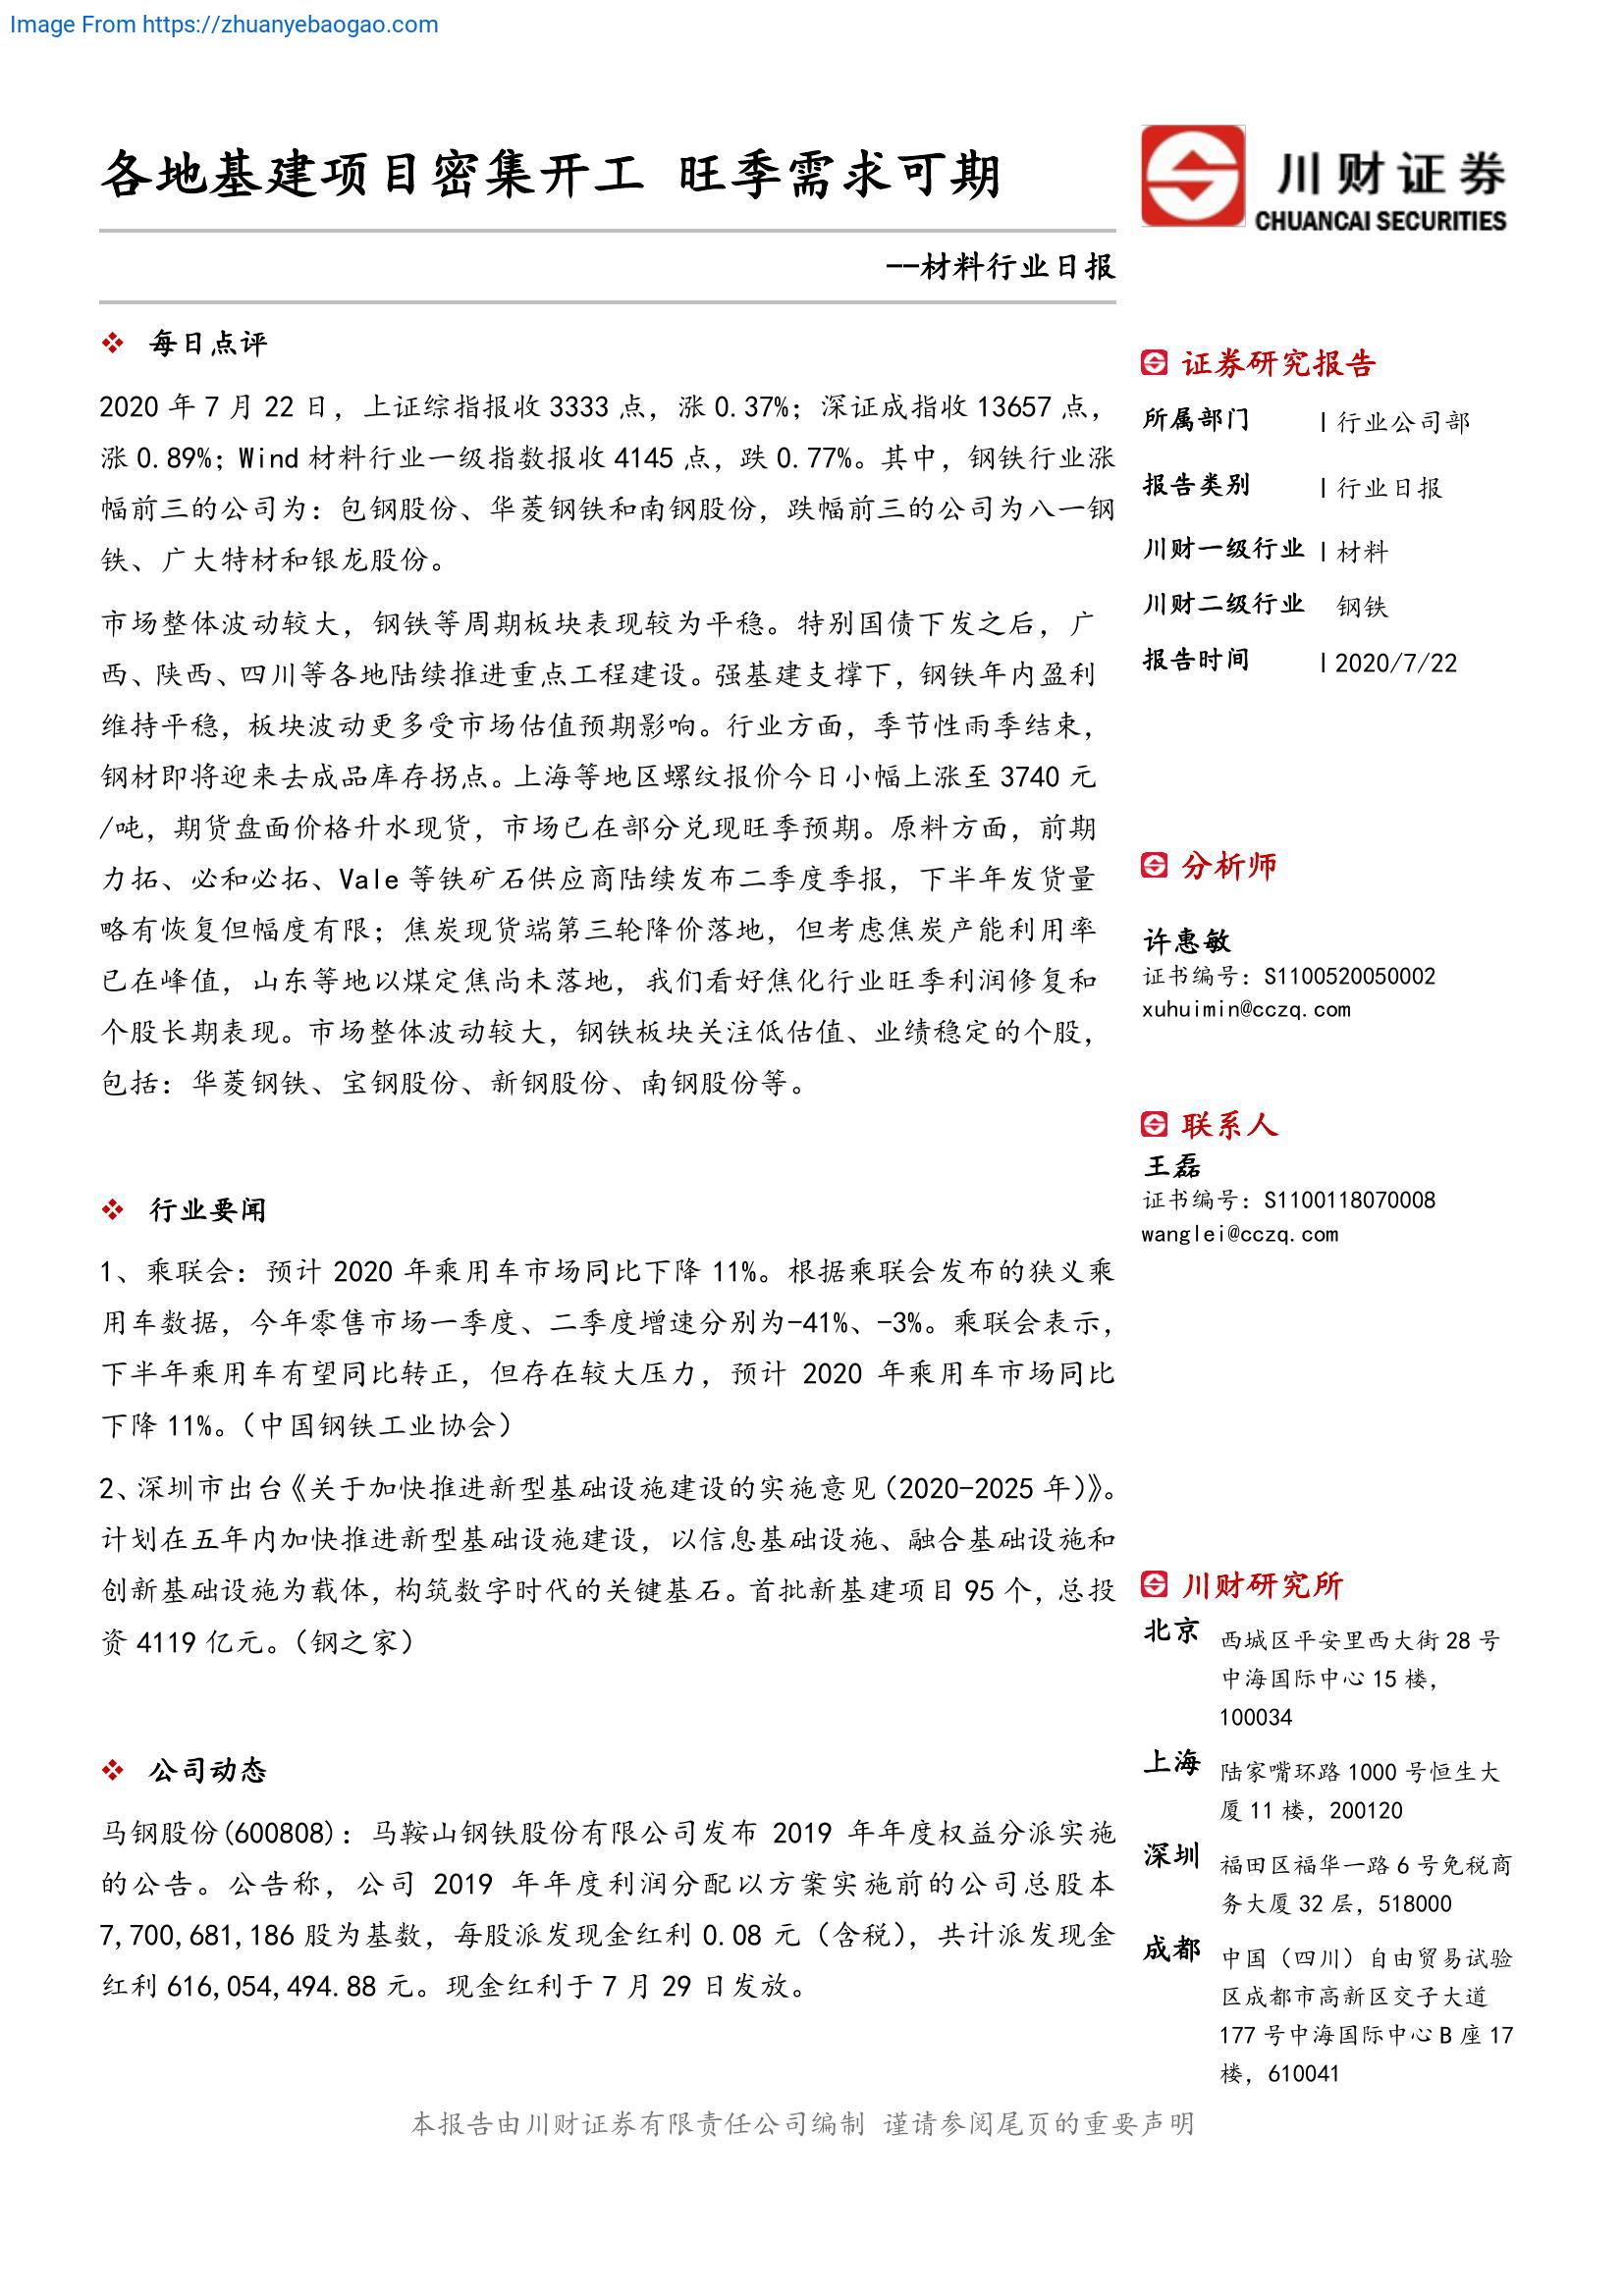 Image From https://zhuanyebaogao.com
各地基建项目密集开工 旺季需求可期
川财证券
CHUANCAI SECURITIES
--材料行业日报
❖ 每日点评
2020 年 7 月 22 日，上证综指报收 3333 点，涨 0.37%；深证成指收 13657 点，
涨 0.89%；Wind 材料行业一级指数报收 4145 点，跌 0.77%。其中，钢铁行业涨
幅前三的公司为：包钢股份、华菱钢铁和南钢股份，跌幅前三的公司为八一钢
铁、广大特材和银龙股份。
市场整体波动较大，钢铁等周期板块表现较为平稳。特别国债下发之后，广
西、陕西、四川等各地陆续推进重点工程建设。强基建支撑下，钢铁年内盈利
维持平稳，板块波动更多受市场估值预期影响。行业方面，季节性雨季结束，
钢材即将迎来去成品库存拐点。上海等地区螺纹报价今日小幅上涨至 3740 元
/吨，期货盘面价格升水现货，市场已在部分兑现旺季预期。原料方面，前期
力拓、必和必拓、Vale 等铁矿石供应商陆续发布二季度季报，下半年发货量
略有恢复但幅度有限；焦炭现货端第三轮降价落地，但考虑焦炭产能利用率
已在峰值，山东等地以煤定焦尚未落地，我们看好焦化行业旺季利润修复和
个股长期表现。市场整体波动较大，钢铁板块关注低估值、业绩稳定的个股，
包括：华菱钢铁、宝钢股份、新钢股份、南钢股份等。
❖ 行业要闻
1、乘联会：预计 2020 年乘用车市场同比下降 11%。根据乘联会发布的狭义乘
用车数据，今年零售市场一季度、二季度增速分别为-41%、-3%。乘联会表示，
下半年乘用车有望同比转正，但存在较大压力，预计 2020 年乘用车市场同比
下降 11%。（中国钢铁工业协会）
2、深圳市出台《关于加快推进新型基础设施建设的实施意见（2020-2025 年）》。
计划在五年内加快推进新型基础设施建设，以信息基础设施、融合基础设施和
创新基础设施为载体，构筑数字时代的关键基石。首批新基建项目 95 个，总投
资 4119 亿元。（钢之家）
❖ 公司动态
马钢股份(600808)：马鞍山钢铁股份有限公司发布 2019 年年度权益分派实施
的公告。公告称，公司 2019 年年度利润分配以方案实施前的公司总股本
7,700,681,186 股为基数，每股派发现金红利 0.08 元（含税），共计派发现金
红利 616,054,494.88 元。现金红利于 7 月 29 日发放。
证券研究报告
所属部门 | 行业公司部
报告类别 | 行业日报
川财一级行业 | 材料
川财二级行业 钢铁
报告时间 | 2020/7/22
分析师
许惠敏
证书编号：S1100520050002
xuhuimin@cczq.com
联系人
王磊
证书编号：S1100118070008
wanglei@cczq.com
川财研究所
北京 西城区平安里西大街 28 号
中海国际中心 15 楼，
100034
上海 陆家嘴环路 1000 号恒生大
厦 11 楼，200120
深圳 福田区福华一路 6 号免税商
务大厦 32 层，518000
成都 中国（四川）自由贸易试验
区成都市高新区交子大道
177 号中海国际中心 B 座 17
楼，610041
本报告由川财证券有限责任公司编制 谨请参阅尾页的重要声明